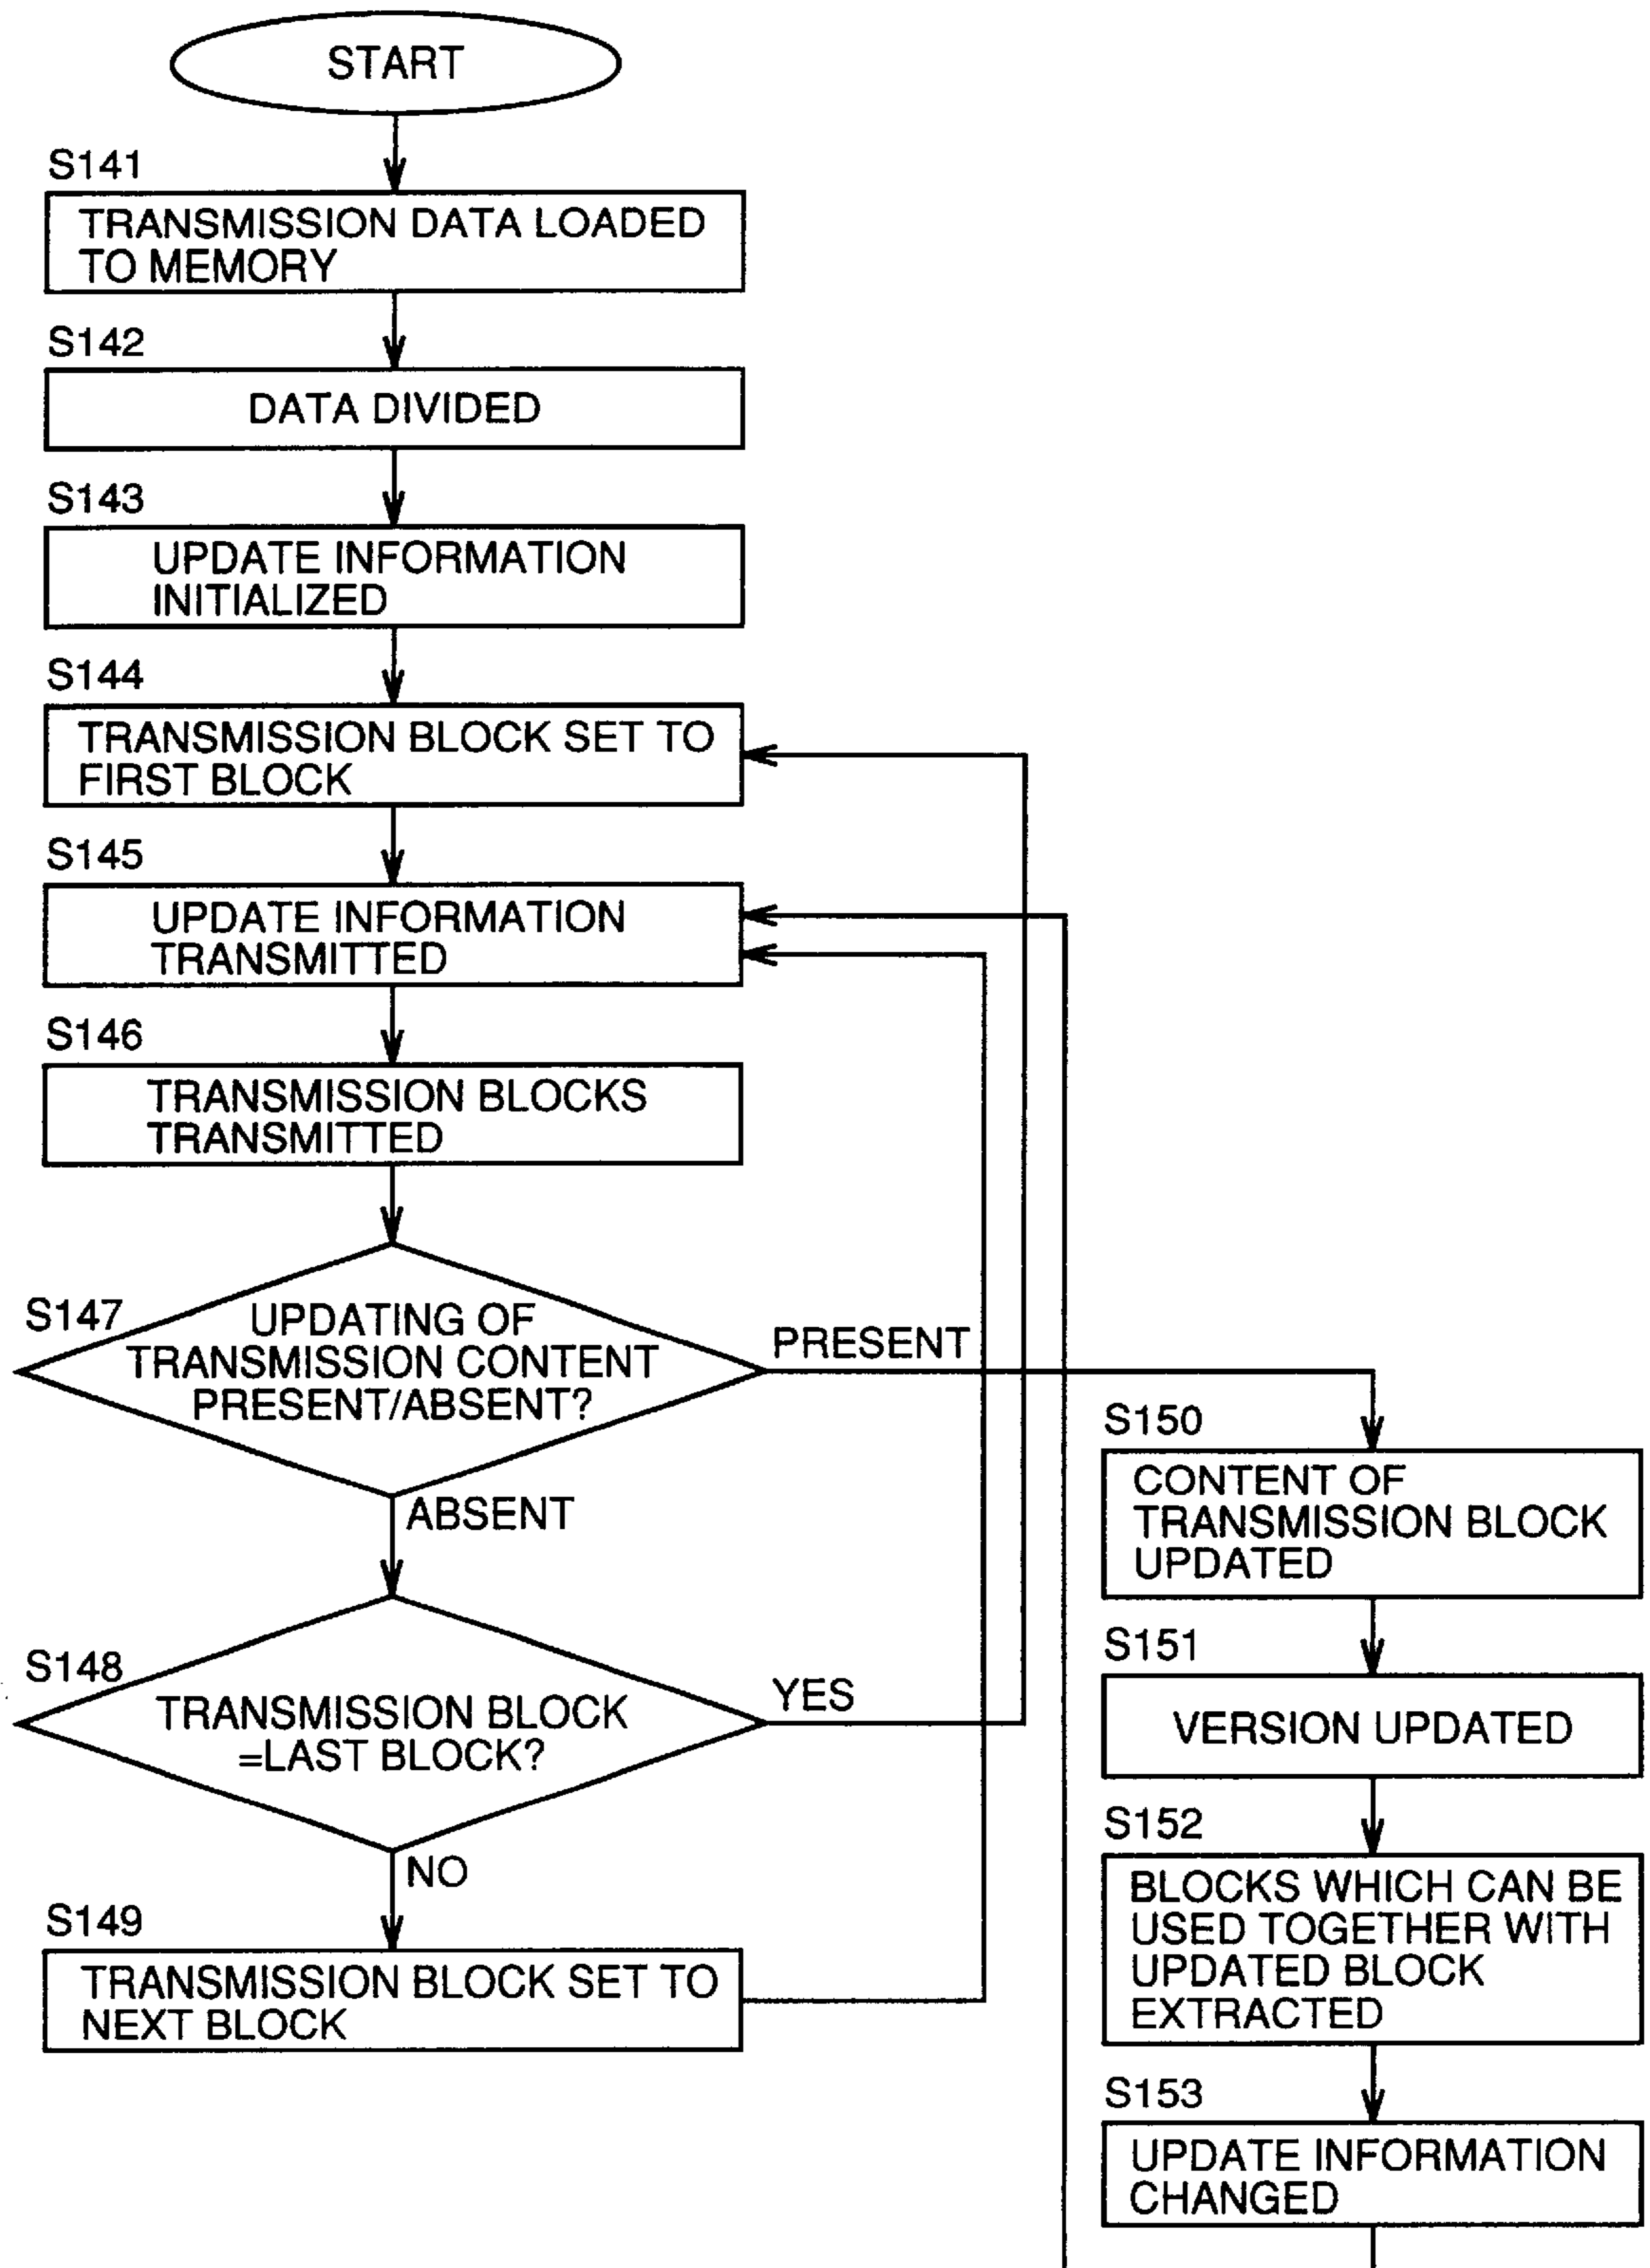 START
S141
TRANSMISSION DATA LOADED
TO MEMORY
S142
DATA DIVIDED
S143
UPDATE INFORMATION
INITIALIZED
S144
TRANSMISSION BLOCK SET TO
FIRST BLOCK
S145
UPDATE INFORMATION
TRANSMITTED
S146
TRANSMISSION BLOCKS
TRANSMITTED
S147
UPDATING OF
TRANSMISSION CONTENT
PRESENT/ABSENT?
PRESENT
ABSENT
S148
TRANSMISSION BLOCK
=LAST BLOCK?
YES
NO
S149
TRANSMISSION BLOCK SET TO
NEXT BLOCK
S150
CONTENT OF
TRANSMISSION BLOCK
UPDATED
S151
VERSION UPDATED
S152
BLOCKS WHICH CAN BE
USED TOGETHER WITH
UPDATED BLOCK
EXTRACTED
S153
UPDATE INFORMATION
CHANGED